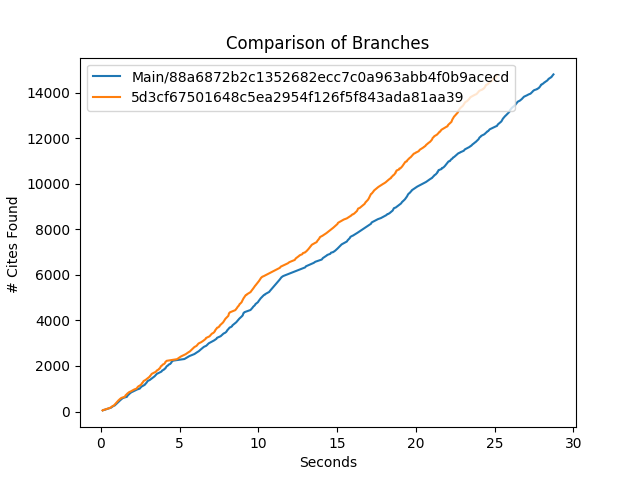 Comparison of Branches
Main/88a6872b2c1352682ecc7c0a963abb4f0b9acecd
5d3cf67501648c5ea2954f126f5f843ada81aa39
# Cites Found
14000
12000
10000
8000
6000
4000
2000
0
0 5 10 15 20 25 30
Seconds